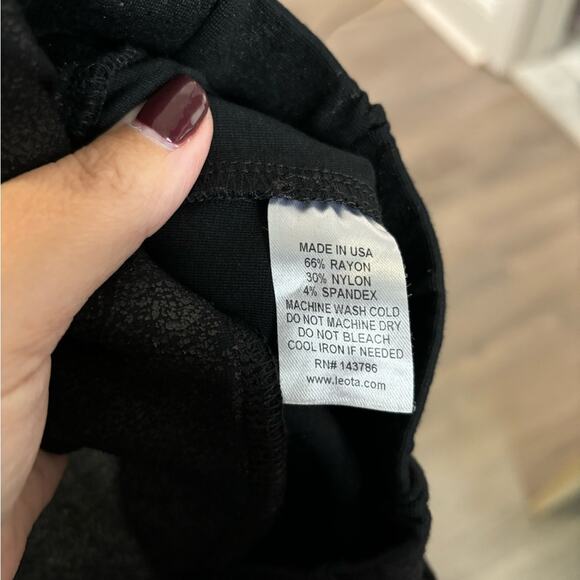 MADE IN USA
66% RAYON
30% NYLON
4% SPANDEX
MACHINE WASH COLD
DO NOT MACHINE DRY
DO NOT BLEACH
COOL IRON IF NEEDED
RN# 143786
www.leota.com